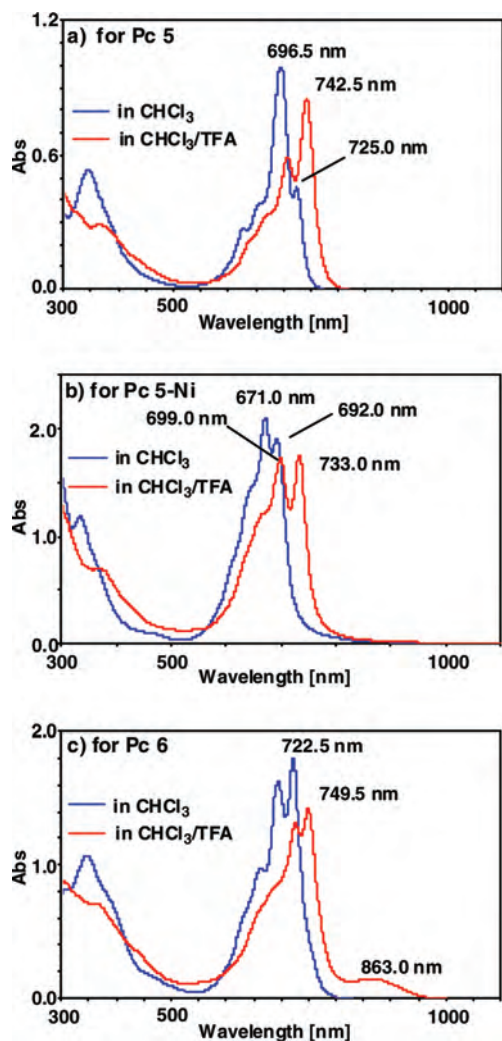 1.2
a) for Pc 5
696.5 nm
742.5 nm
in CHCl₃
in CHCl₃/TFA
725.0 nm
0.6
Abs
0.0
300
500
1000
Wavelength [nm]
b) for Pc 5-Ni
671.0 nm
692.0 nm
699.0 nm
733.0 nm
2.0
in CHCl₃
in CHCl₃/TFA
1.0
Abs
0.0
300
500
1000
Wavelength [nm]
2.0
c) for Pc 6
722.5 nm
749.5 nm
in CHCl₃
in CHCl₃/TFA
1.0
Abs
863.0 nm
0.0
300
500
1000
Wavelength [nm]